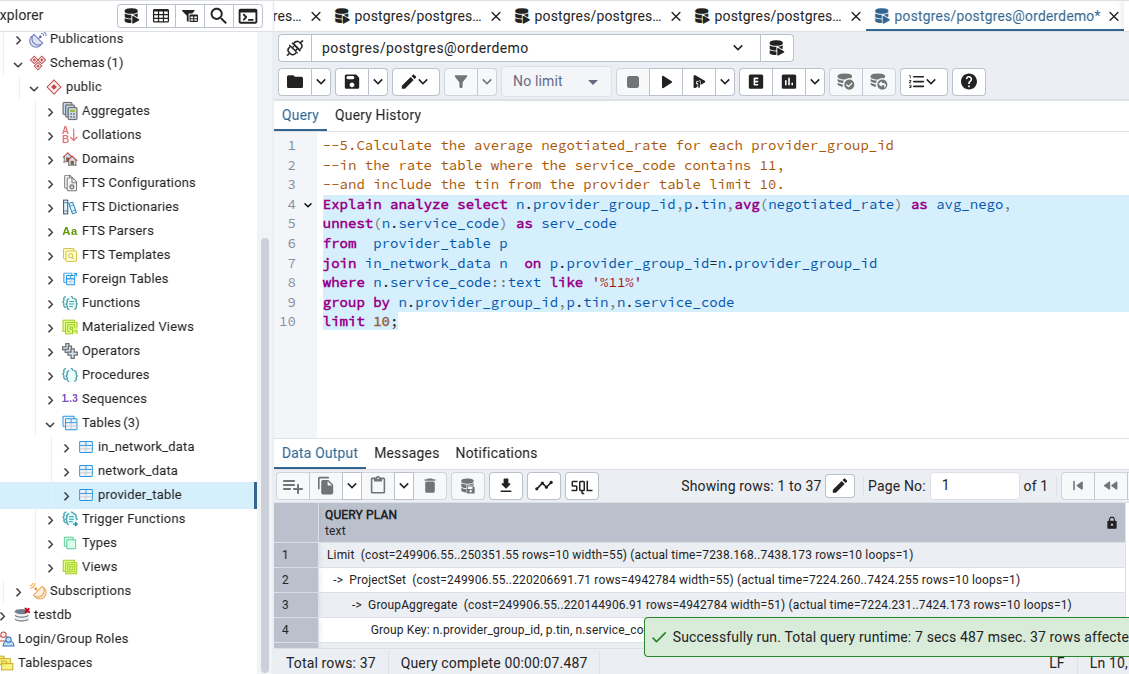 xplorer
res...
postgres/postgres...
postgres/postgres...
postgres/postgres...
postgres/postgres@orderdemo*
Publications
Schemas (1)
public
Aggregates
Collations
Domains
FTS Configurations
FTS Dictionaries
Aa FTS Parsers
FTS Templates
Foreign Tables
Functions
Materialized Views
Operators
Procedures
1.3 Sequences
Tables (3)
in_network_data
network_data
provider_table
Trigger Functions
Types
Views
Subscriptions
testdb
Login/Group Roles
Tablespaces
postgres/postgres@orderdemo
No limit
E
Query
Query History
1 --5.Calculate the average negotiated_rate for each provider_group_id
2 --in the rate table where the service_code contains 11,
3 --and include the tin from the provider table limit 10.
4 Explain analyze select n.provider_group_id,p.tin,avg(negotiated_rate) as avg_nego,
5 unnest(n.service_code) as serv_code
6 from  provider_table p
7 join in_network_data n  on p.provider_group_id=n.provider_group_id
8 where n.service_code::text like '%11%'
9 group by n.provider_group_id,p.tin,n.service_code
10 limit 10;
Data Output Messages Notifications
SQL
Showing rows: 1 to 37
Page No: 1 of 1
QUERY PLAN
text
1 Limit (cost=249906.55..250351.55 rows=10 width=55) (actual time=7238.168..7438.173 rows=10 loops=1)
2 -> ProjectSet (cost=249906.55..220206691.71 rows=4942784 width=55) (actual time=7224.260..7424.255 rows=10 loops=1)
3 -> GroupAggregate (cost=249906.55..220144906.91 rows=4942784 width=51) (actual time=7224.231..7424.173 rows=10 loops=1)
4 Group Key: n.provider_group_id, p.tin, n.service_co
Successfully run. Total query runtime: 7 secs 487 msec. 37 rows affecte
Total rows: 37
Query complete 00:00:07.487
LF
Ln 10,